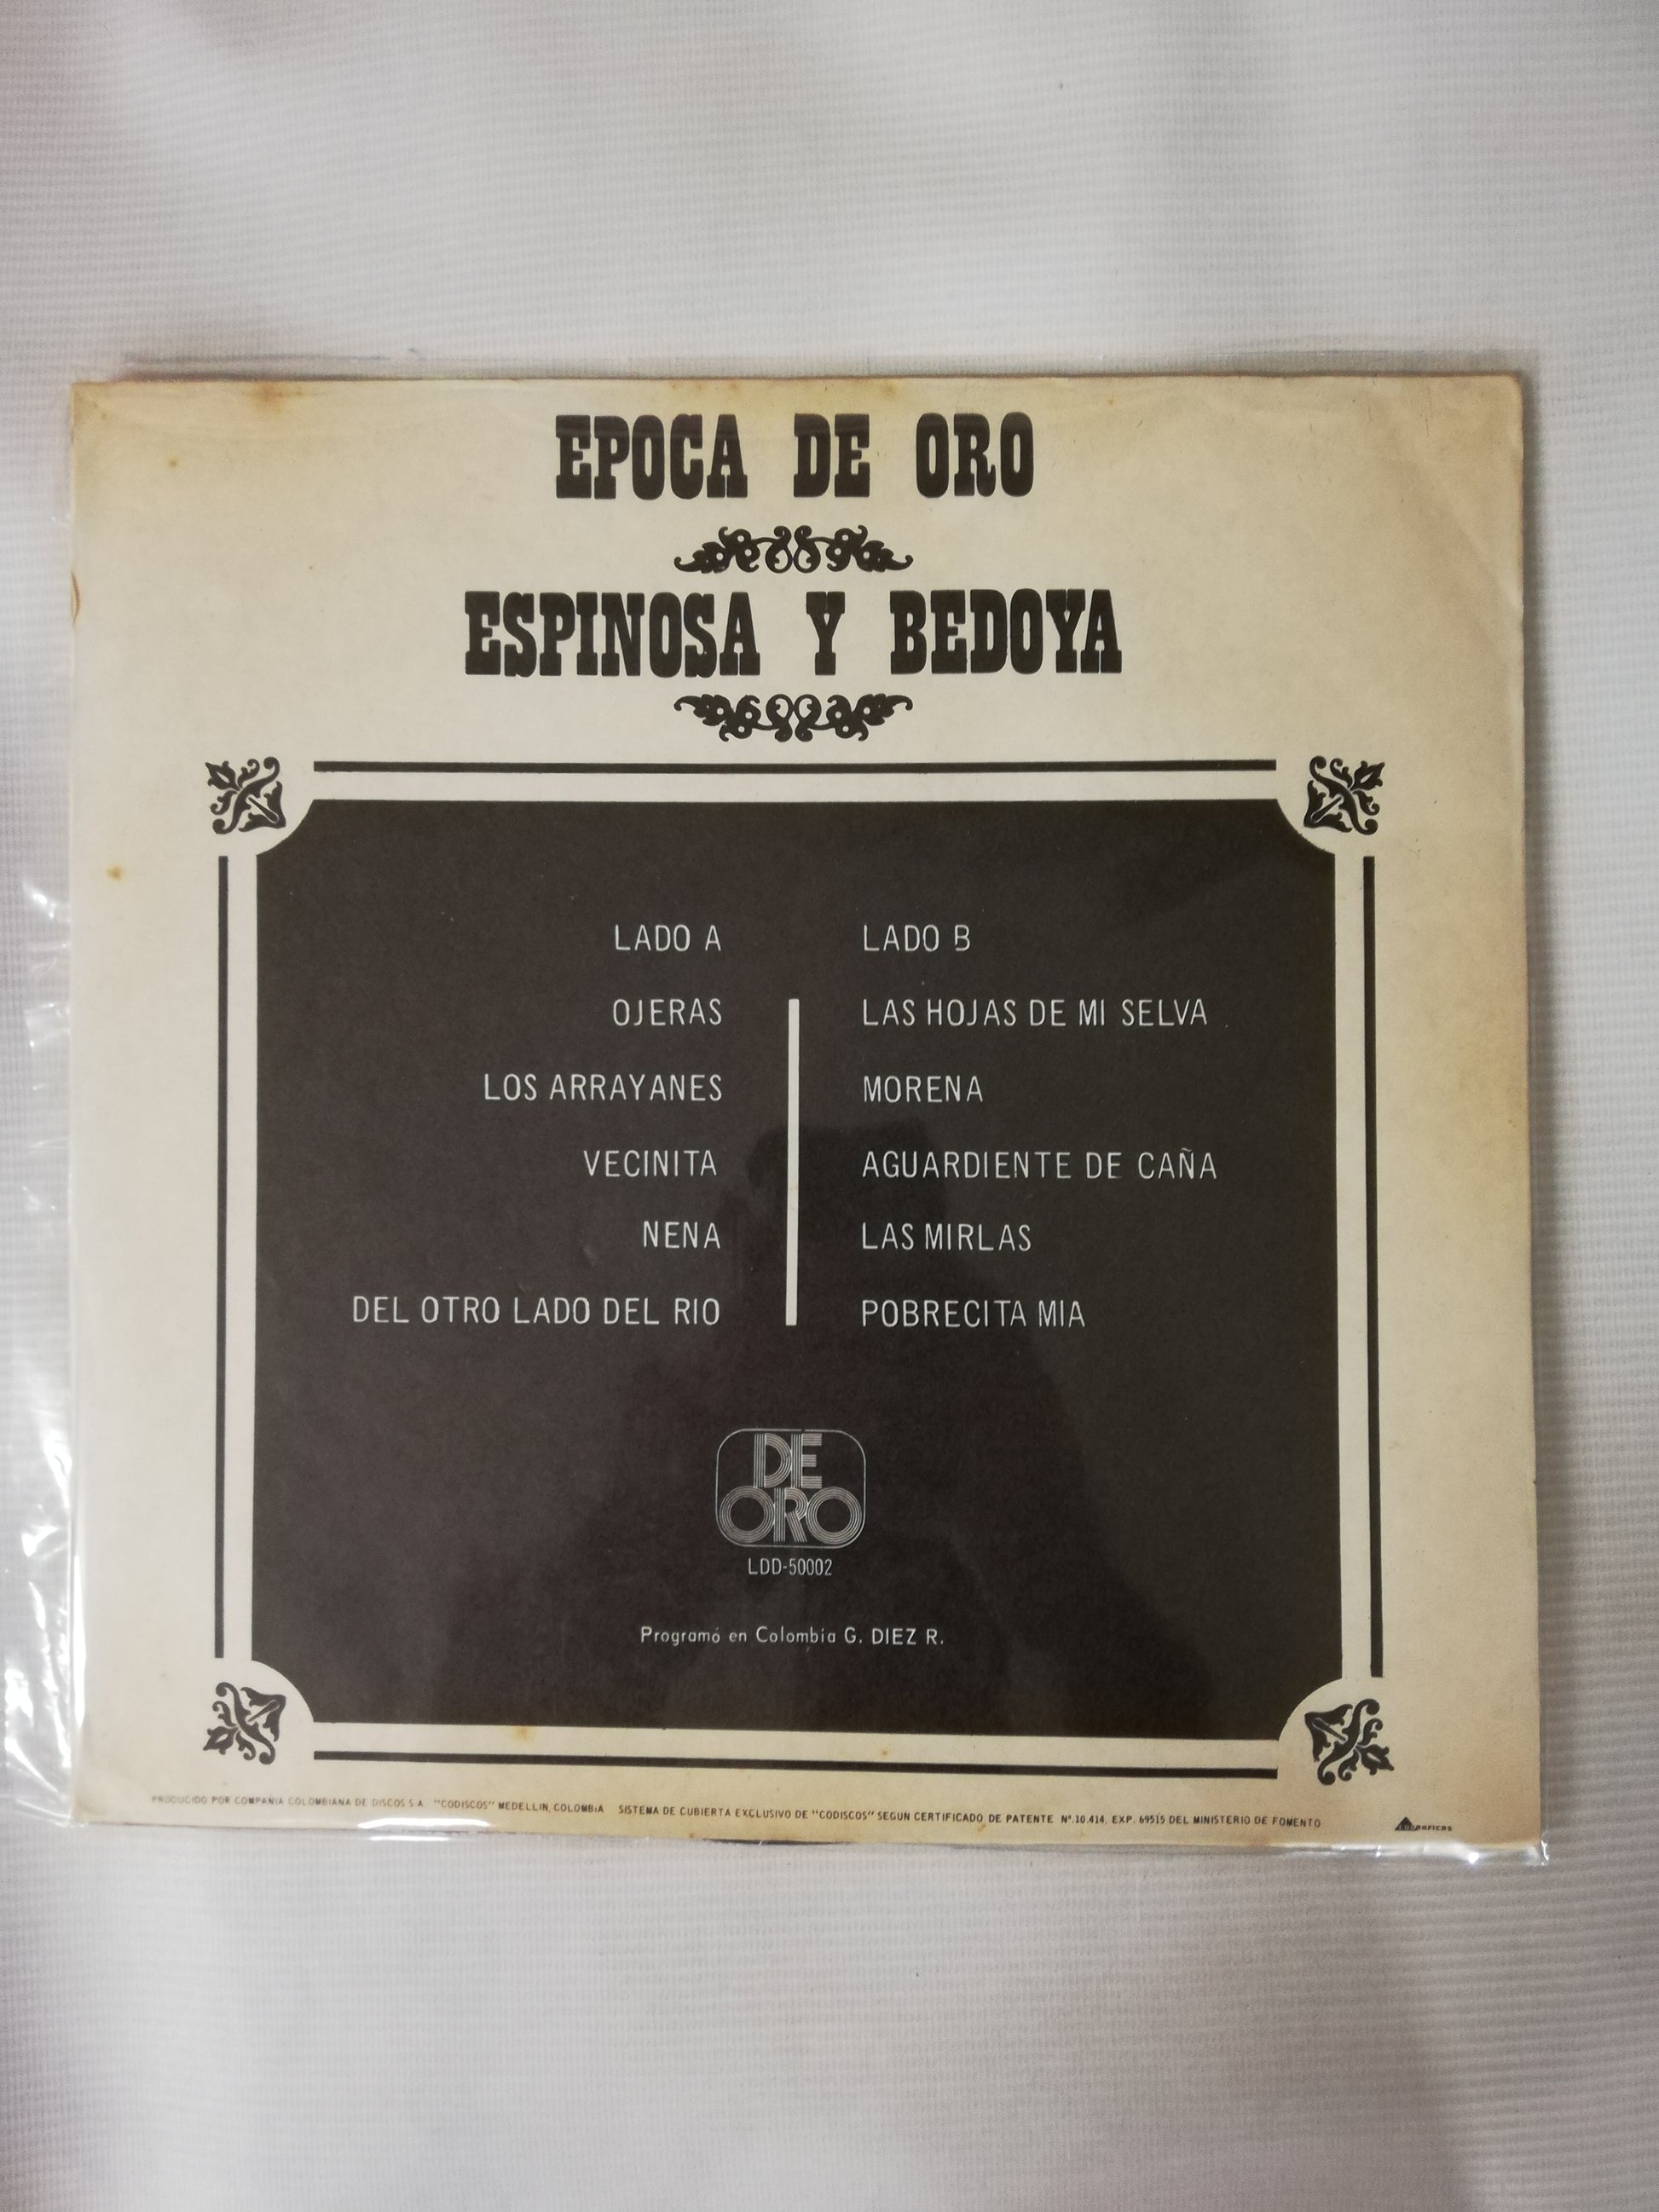 EPOCA DE ORO
ESPINOSA Y BEDOYA
LADO A
OJERAS
LOS ARRAYANES
VECINITA
NENA
DEL OTRO LADO DEL RIO
LADO B
LAS HOJAS DE MI SELVA
MORENA
AGUARDIENTE DE CAÑA
LAS MIRLAS
POBRECITA MIA
DE
ORO
LDD-50002
Programó en Colombia G. DIEZ R.
PRODUCIDO POR COMPAÑIA COLOMBIANA DE DISCOS S.A. "CODISCOS" MEDELLIN, COLOMBIA SISTEMA DE CUBIERTA EXCLUSIVO DE "CODISCOS" SEGUN CERTIFICADO DE PATENTE Nº.10.414, EXP. 69515 DEL MINISTERIO DE FOMENTO